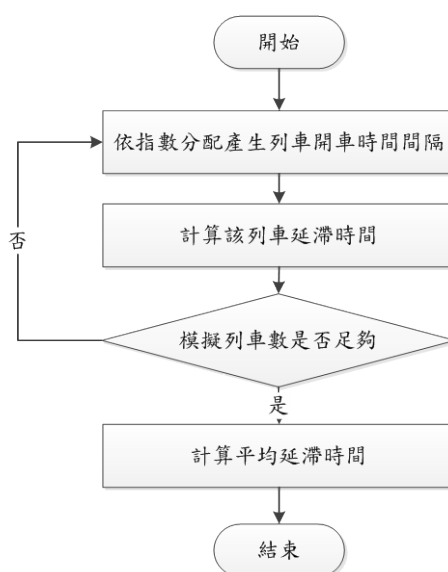 開始
依指數分配產生列車開車時間間隔
計算該列車延滯時間
否
模擬列車數是否足夠
是
計算平均延滯時間
結束